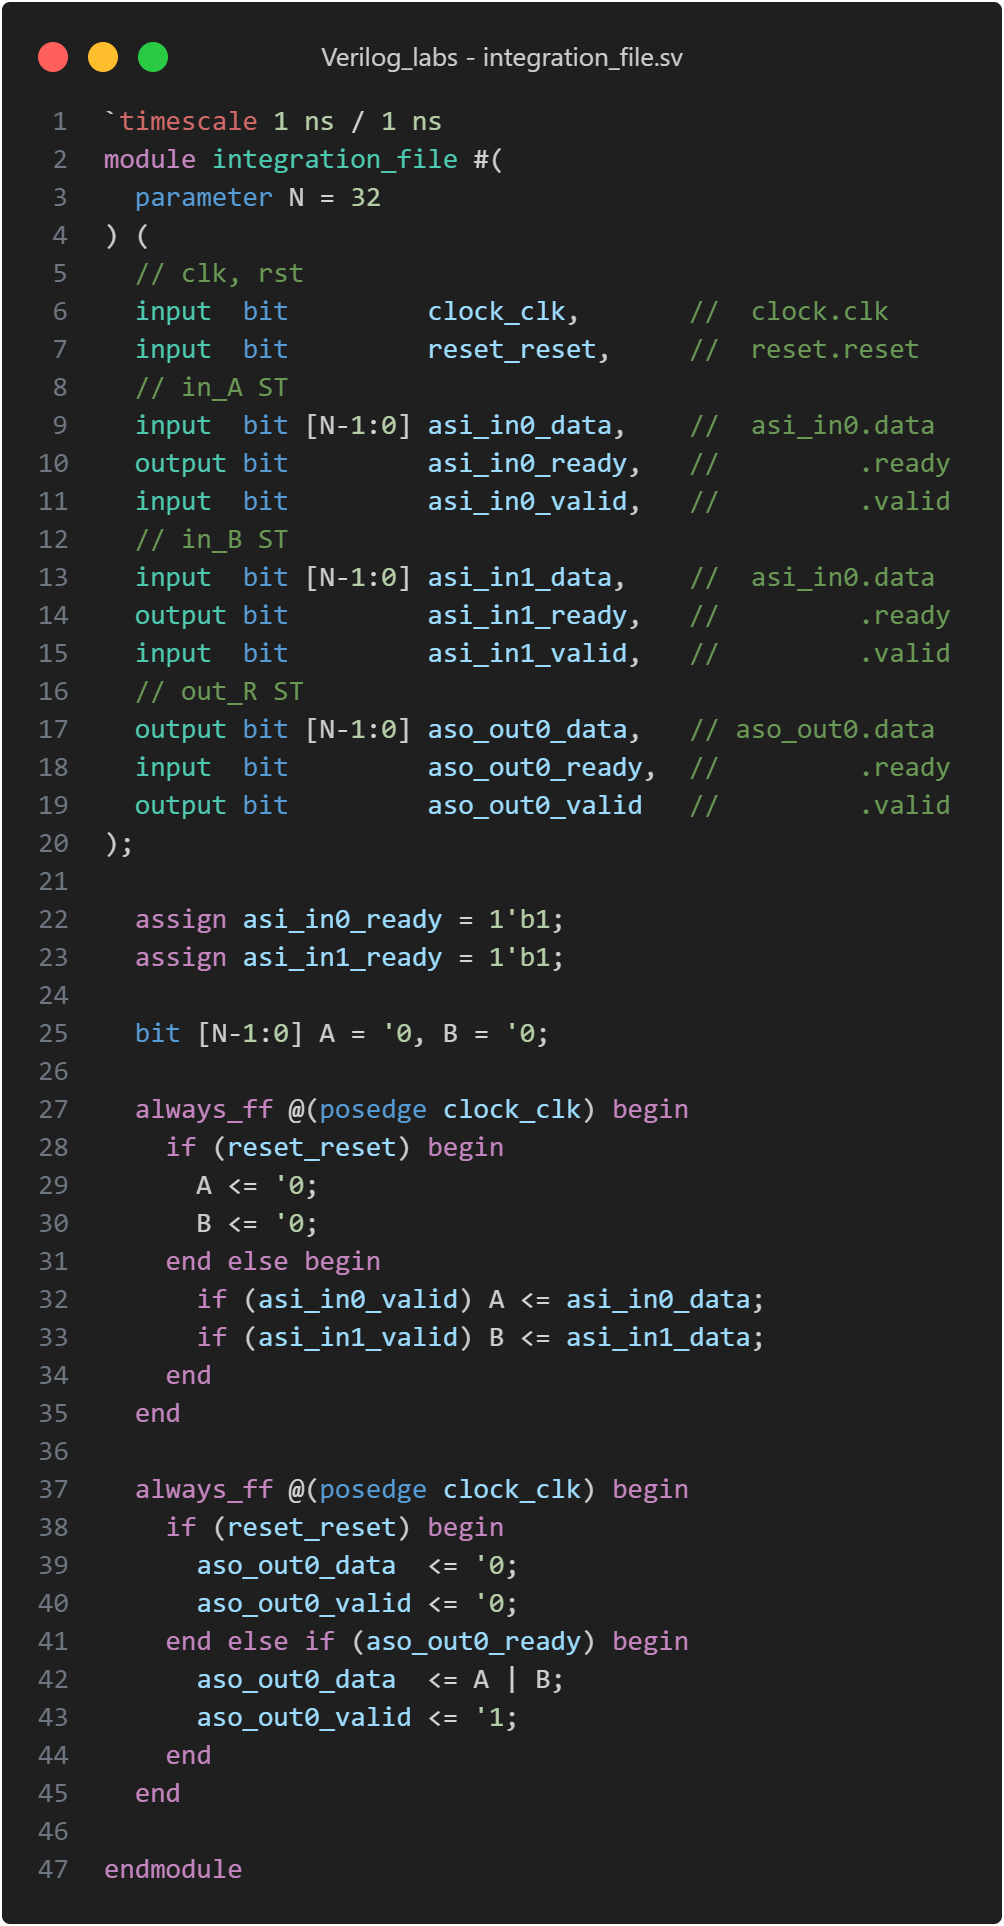 Verilog_labs - integration_file.sv
1 `timescale 1 ns / 1 ns
2 module integration_file #(
3   parameter N = 32
4 ) (
5   // clk, rst
6   input  bit         clock_clk,       //  clock.clk
7   input  bit         reset_reset,     //  reset.reset
8   // in_A ST
9   input  bit [N-1:0] asi_in0_data,    //  asi_in0.data
10   output bit         asi_in0_ready,   //         .ready
11   input  bit         asi_in0_valid,   //         .valid
12   // in_B ST
13   input  bit [N-1:0] asi_in1_data,    //  asi_in0.data
14   output bit         asi_in1_ready,   //         .ready
15   input  bit         asi_in1_valid,   //         .valid
16   // out_R ST
17   output bit [N-1:0] aso_out0_data,   // aso_out0.data
18   input  bit         aso_out0_ready,  //         .ready
19   output bit         aso_out0_valid   //         .valid
20 );
21
22   assign asi_in0_ready = 1'b1;
23   assign asi_in1_ready = 1'b1;
24
25   bit [N-1:0] A = '0, B = '0;
26
27   always_ff @(posedge clock_clk) begin
28     if (reset_reset) begin
29       A <= '0;
30       B <= '0;
31     end else begin
32       if (asi_in0_valid) A <= asi_in0_data;
33       if (asi_in1_valid) B <= asi_in1_data;
34     end
35   end
36
37   always_ff @(posedge clock_clk) begin
38     if (reset_reset) begin
39       aso_out0_data  <= '0;
40       aso_out0_valid <= '0;
41     end else if (aso_out0_ready) begin
42       aso_out0_data  <= A | B;
43       aso_out0_valid <= '1;
44     end
45   end
46
47 endmodule